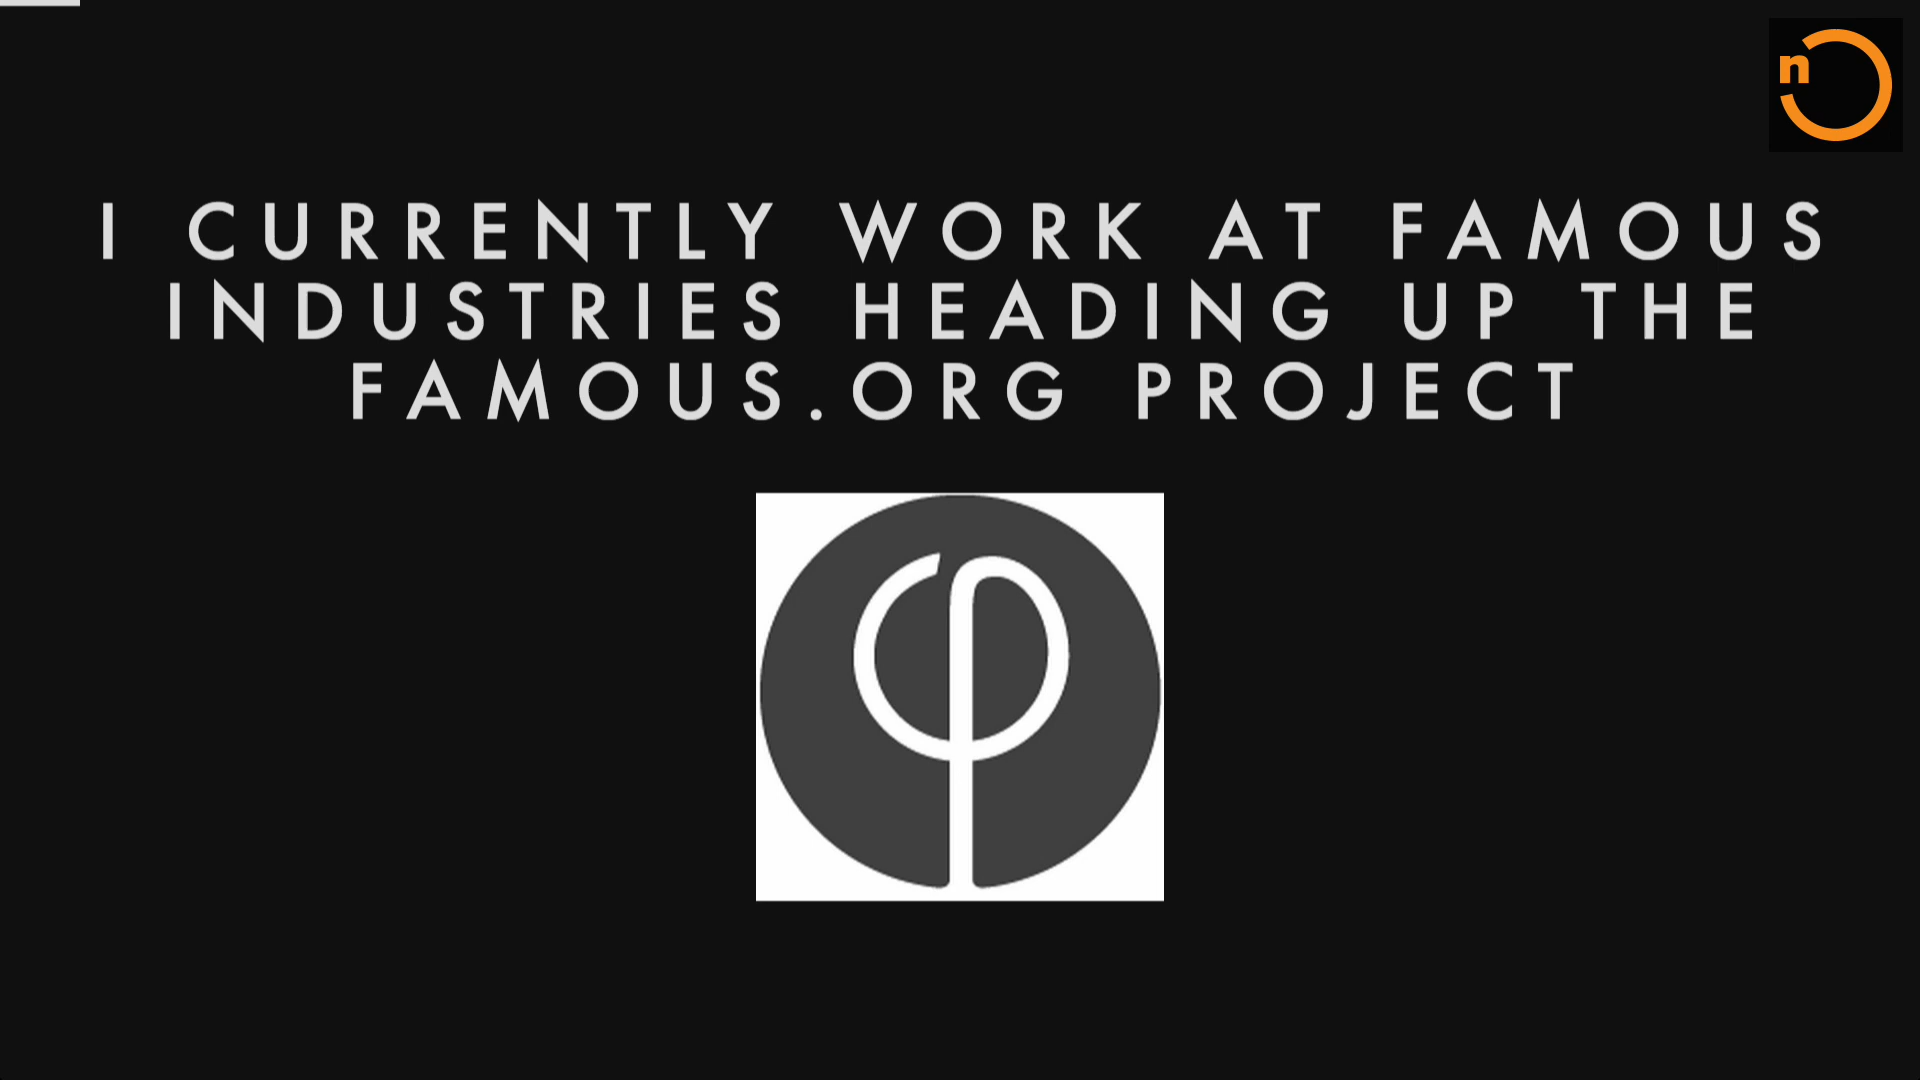 n
I CURRENTLY WORK AT FAMOUS
INDUSTRIES HEADING UP THE
FAMOUS.ORG PROJECT